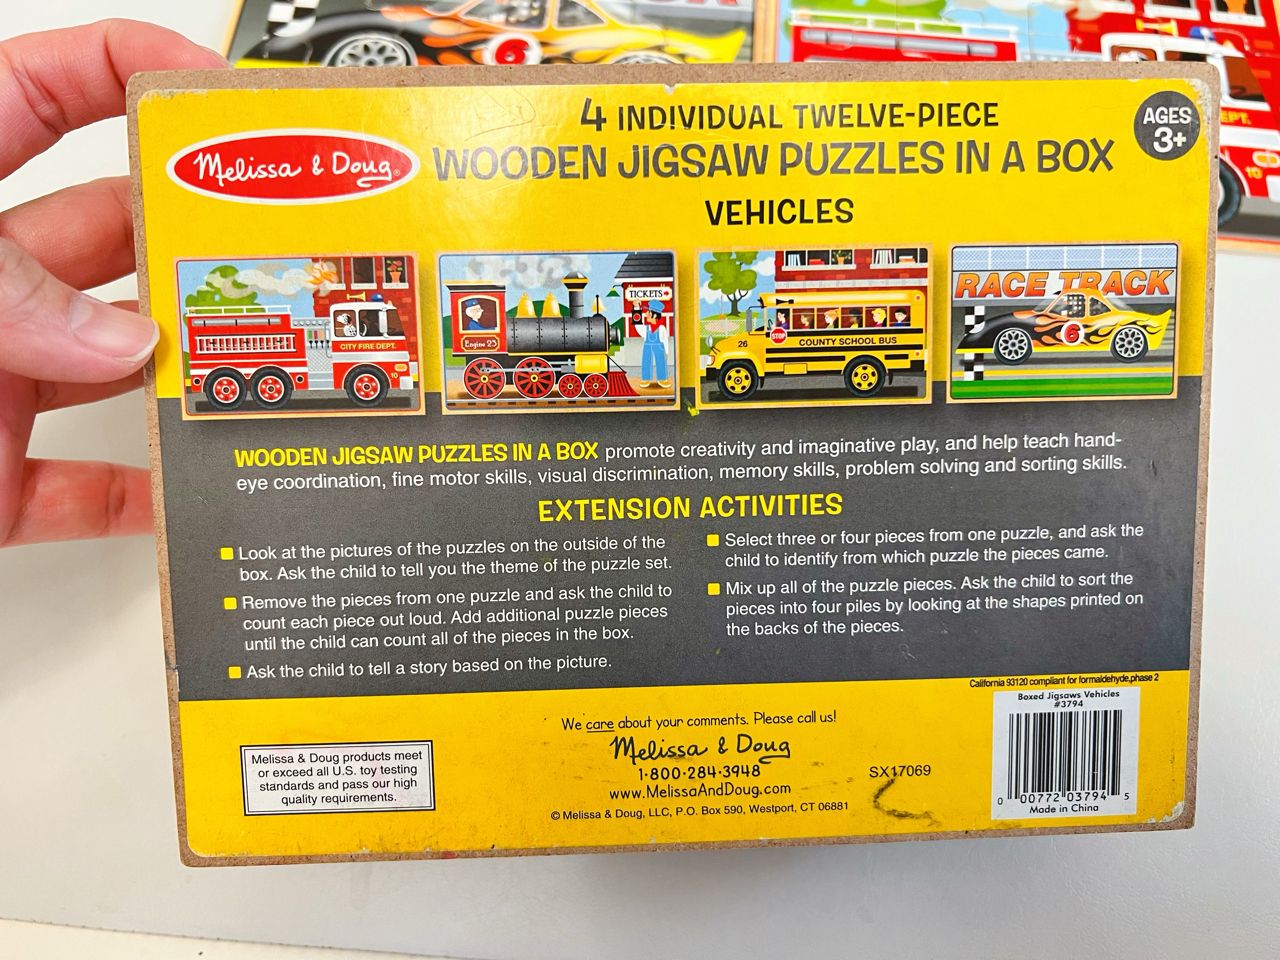 6
EPT.
10
Melissa & Doug®
4 INDIVIDUAL TWELVE-PIECE
WOODEN JIGSAW PUZZLES IN A BOX
VEHICLES
AGES
3+
CITY FIRE DEPT.
10
TICKETS
Engine 23
26
STOP
COUNTY SCHOOL BUS
RACE TRACK
6
WOODEN JIGSAW PUZZLES IN A BOX promote creativity and imaginative play, and help teach hand-
eye coordination, fine motor skills, visual discrimination, memory skills, problem solving and sorting skills.
EXTENSION ACTIVITIES
Look at the pictures of the puzzles on the outside of the
box. Ask the child to tell you the theme of the puzzle set.
Remove the pieces from one puzzle and ask the child to
count each piece out loud. Add additional puzzle pieces
until the child can count all of the pieces in the box.
Ask the child to tell a story based on the picture.
Select three or four pieces from one puzzle, and ask the
child to identify from which puzzle the pieces came.
Mix up all of the puzzle pieces. Ask the child to sort the
pieces into four piles by looking at the shapes printed on
the backs of the pieces.
California 93120 compliant for formaldehyde,phase 2
Melissa & Doug products meet
or exceed all U.S. toy testing
standards and pass our high
quality requirements.
We care about your comments. Please call us!
Melissa & Doug
1·800·284·3948
www.MelissaAndDoug.com
© Melissa & Doug, LLC, P.O. Box 590, Westport, CT 06881
SX17069
Boxed Jigsaws Vehicles
#3794
0 00772 03794 5
Made in China